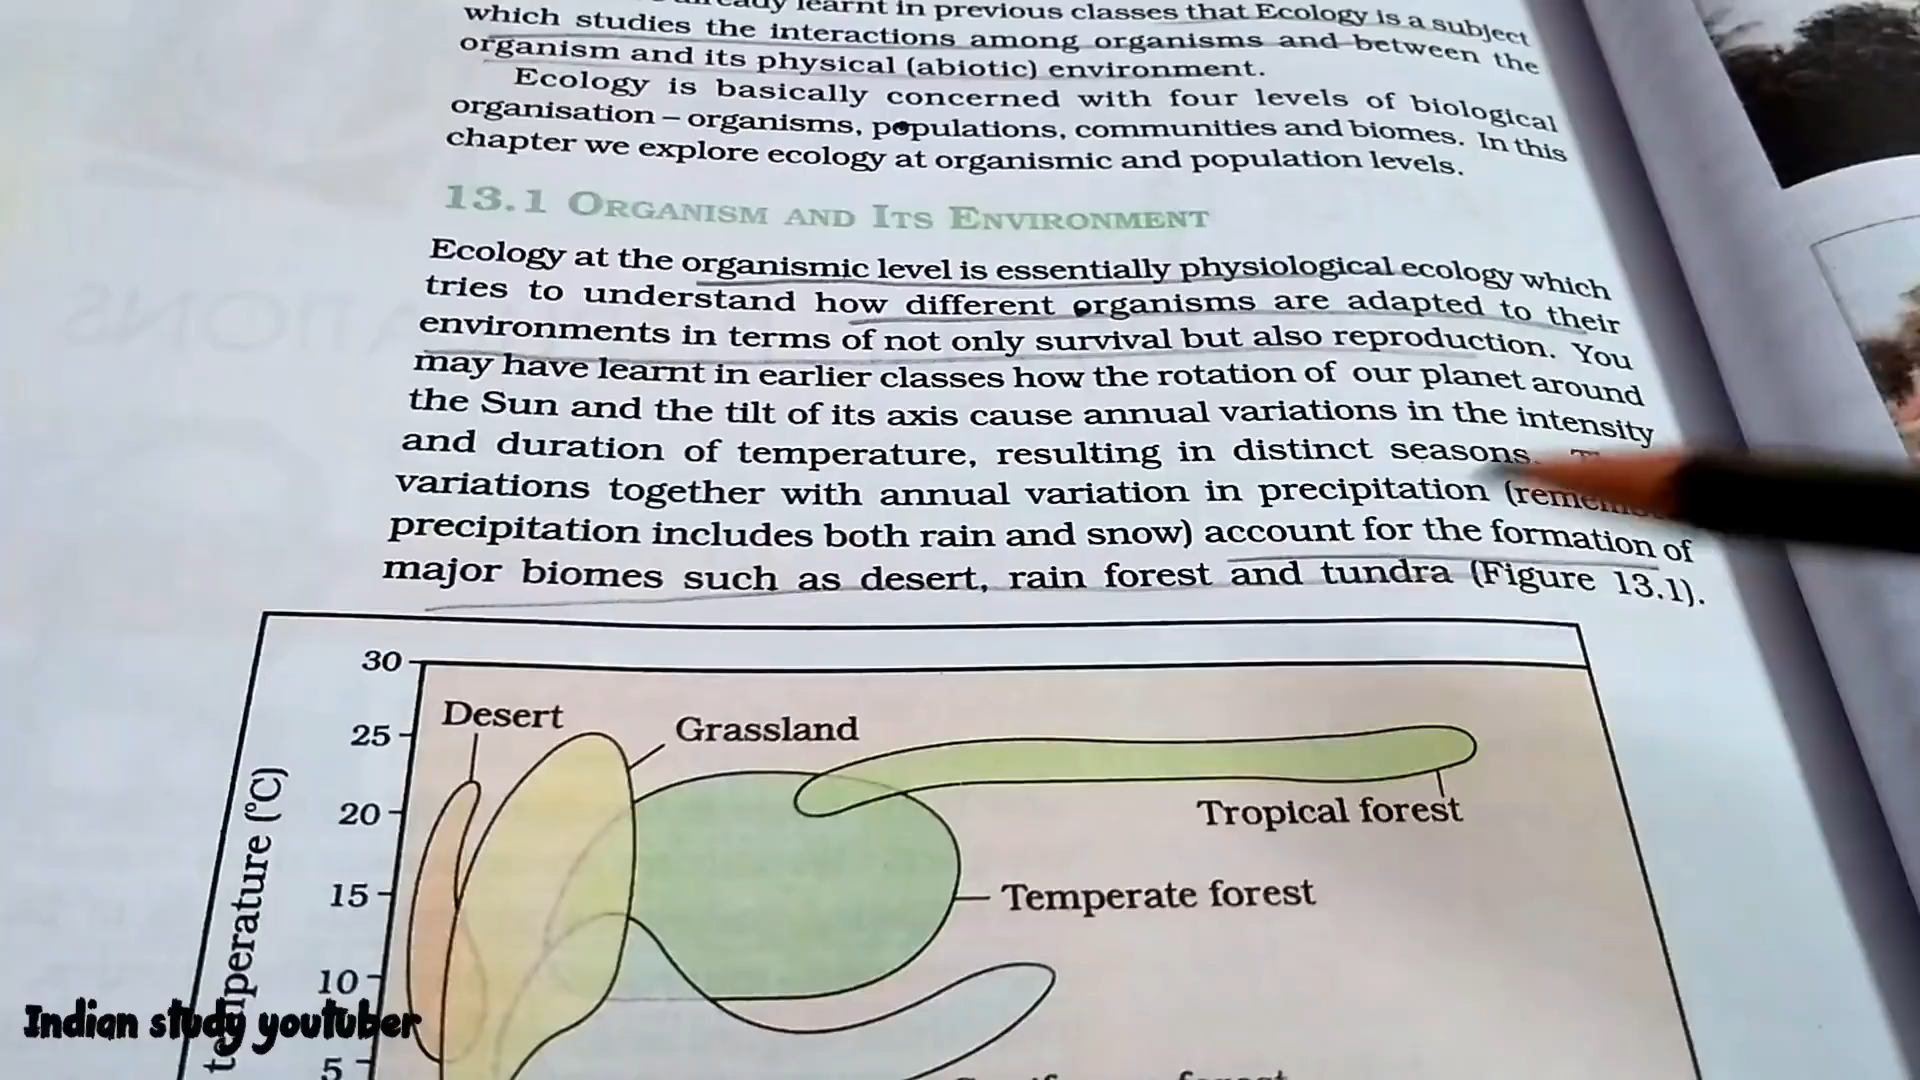 learnt in previous classes that Ecology is a subject
which studies the interactions among organisms and between the
organism and its physical (abiotic) environment.
Ecology is basically concerned with four levels of biological
organisation – organisms, populations, communities and biomes. In this
chapter we explore ecology at organismic and population levels.
13.1 ORGANISM AND ITS ENVIRONMENT
Ecology at the organismic level is essentially physiological ecology which
tries to understand how different organisms are adapted to their
environments in terms of not only survival but also reproduction. You
may have learnt in earlier classes how the rotation of our planet around
the Sun and the tilt of its axis cause annual variations in the intensity
and duration of temperature, resulting in distinct seasons.
variations together with annual variation in precipitation
precipitation includes both rain and snow) account for the formation of
major biomes such as desert, rain forest and tundra (Figure 13.1).
30
Desert
Grassland
25
20
Tropical forest
15
Temperate forest
10
5
(°C)
Indian study youtuber